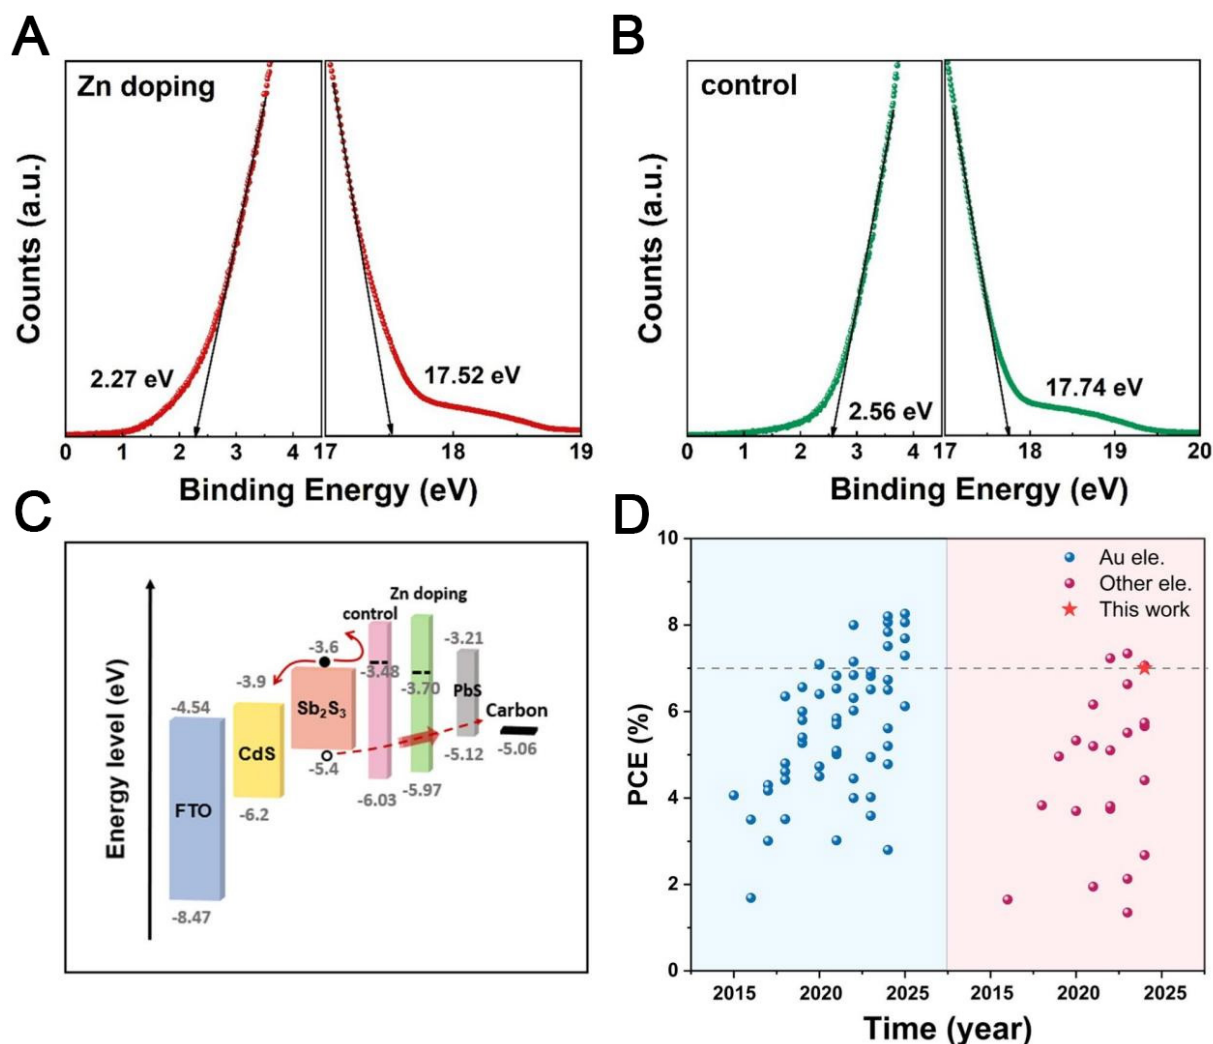 A
Zn doping
Counts (a.u.)
2.27 eV
17.52 eV
0 1 2 3 4 17 18 19
Binding Energy (eV)
B
control
Counts (a.u.)
2.56 eV
17.74 eV
0 1 2 3 4 17 18 19 20
Binding Energy (eV)
C
Energy level (eV)
FTO
-4.54
-8.47
CdS
-3.9
-6.2
Sb₂S₃
-3.6
-5.4
control
-3.48
-6.03
Zn doping
-3.70
-5.97
PbS
-3.21
-5.12
Carbon
-5.06
D
PCE (%)
10
8
6
4
2
0
Au ele.
Other ele.
This work
2015 2020 2025 2015 2020 2025
Time (year)